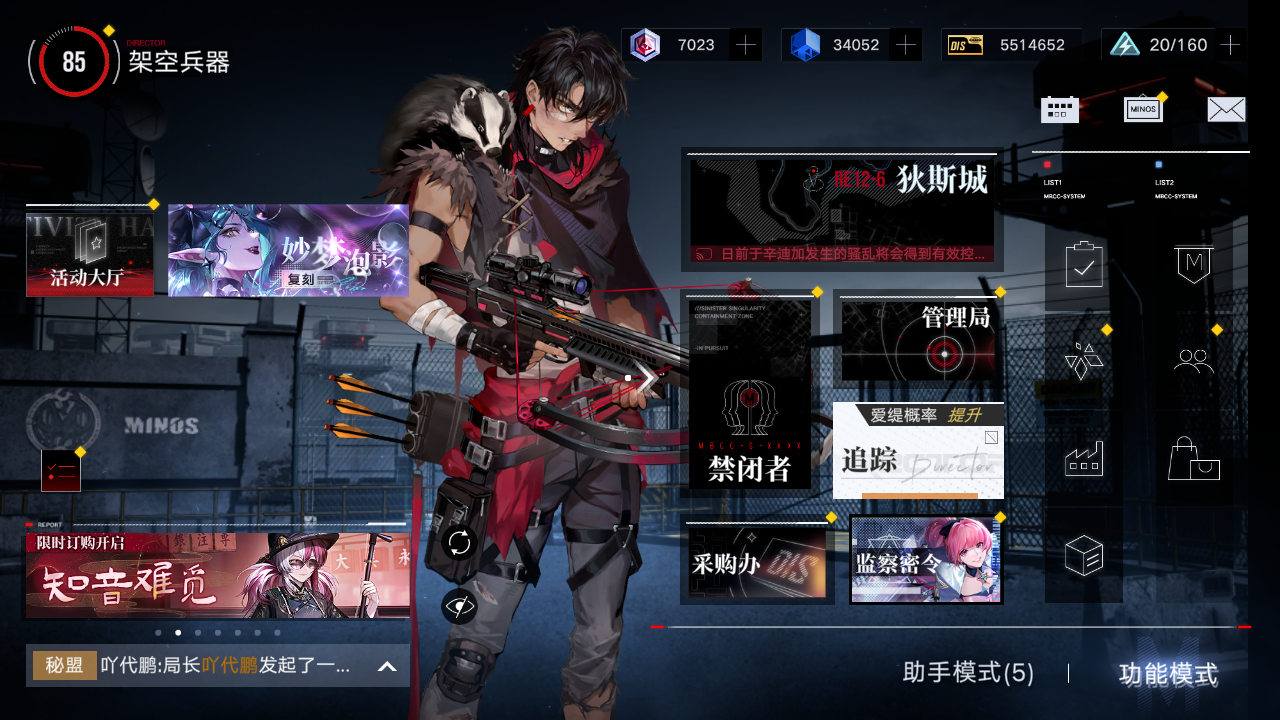 85
DIRECTOR
架空兵器
7023
34052
DIS
5514652
20/160
MINOS
LIST1
MBCC-SYSTEM
LIST2
MBCC-SYSTEM
RE12-6 狄斯城
日前于辛迪加发生的骚乱将会得到有效控...
活动大厅
妙梦泡影
复刻
///SINISTER SINGULARITY
CONTAINMENT ZONE
-IN PURSUIT
MBCC-S-XXXX
禁闭者
管理局
爱缇概率 提升
追踪
Director
M
MINOS
REPORT
限时订购开启
知音难觅
采购办
DIS
监察密令
秘盟 吖代鹏:局长吖代鹏发起了一...
助手模式(5)
功能模式